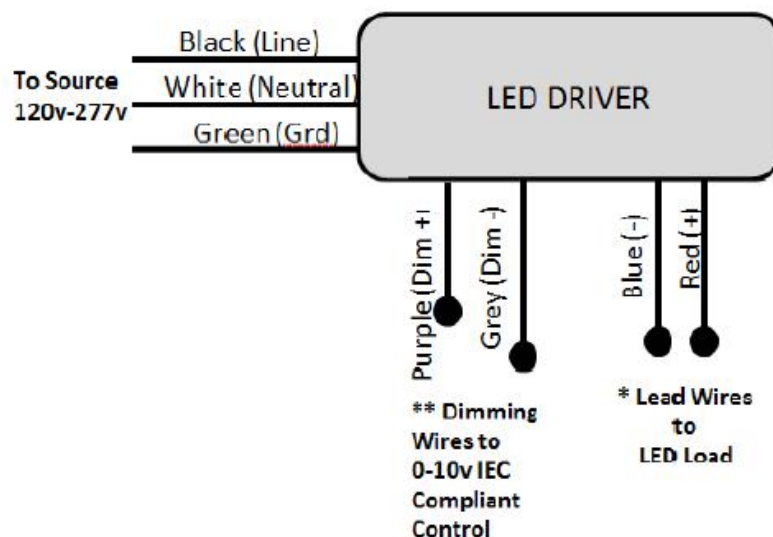 Black (Line)
To Source
120v-277v
White (Neutral)
Green (Grd)
LED DRIVER
Purple (Dim +)
Grey (Dim -)
Blue (-)
Red (+)
** Dimming
Wires to
0-10v IEC
Compliant
Control
* Lead Wires
to
LED Load